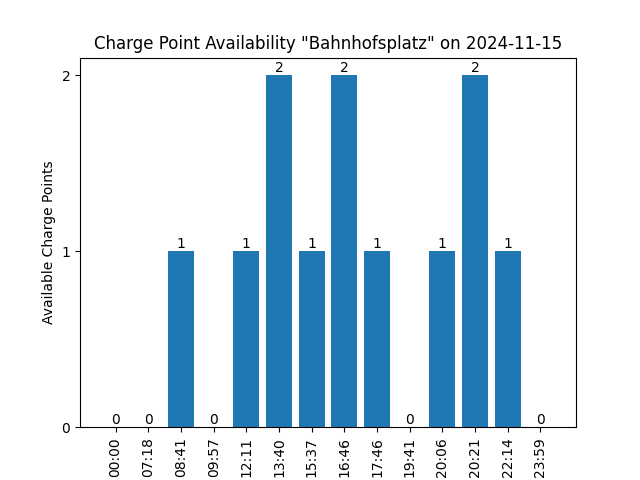 Charge Point Availability "Bahnhofsplatz" on 2024-11-15
Available Charge Points
2
1
0
0 0 1 0 1 2 1 2 1 0 1 2 1 0
00:00 07:18 08:41 09:57 12:11 13:40 15:37 16:46 17:46 19:41 20:06 20:21 22:14 23:59